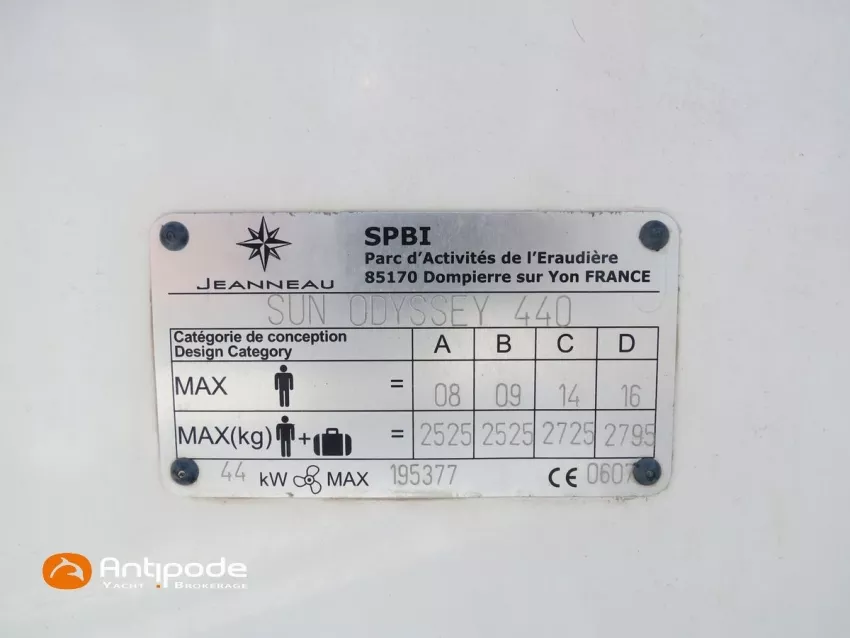 JEANNEAU
SPBI
Parc d'Activités de l'Eraudière
85170 Dompierre sur Yon FRANCE
SUN ODYSSEY 440
Catégorie de conception
Design Category
A B C D
MAX = 08 09 14 16
MAX(kg) + = 2525 2525 2725 2795
44 kW MAX 195377 CE 0607
Antipode
YACHT BROKERAGE